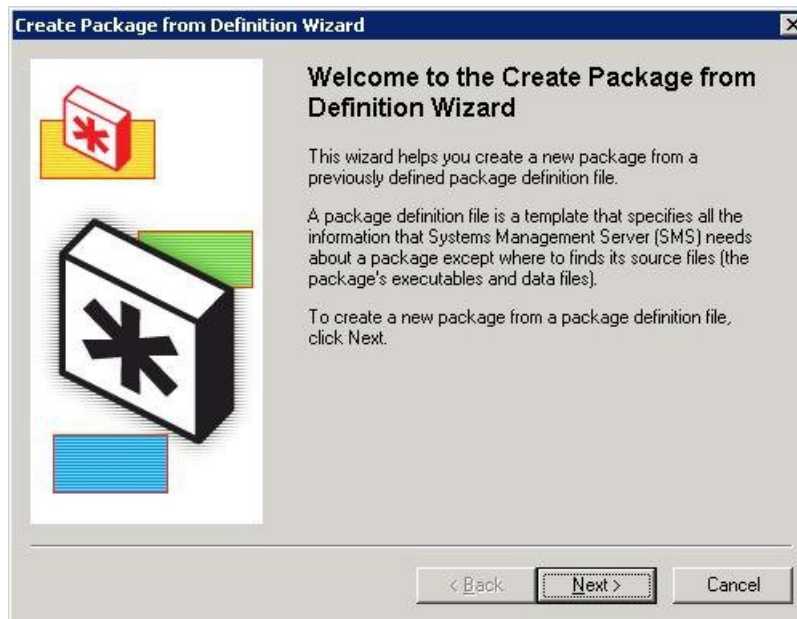 Create Package from Definition Wizard
Welcome to the Create Package from
Definition Wizard
This wizard helps you create a new package from a
previously defined package definition file.
A package definition file is a template that specifies all the
information that Systems Management Server (SMS) needs
about a package except where to finds its source files (the
package's executables and data files).
To create a new package from a package definition file,
click Next.
< Back
Next >
Cancel